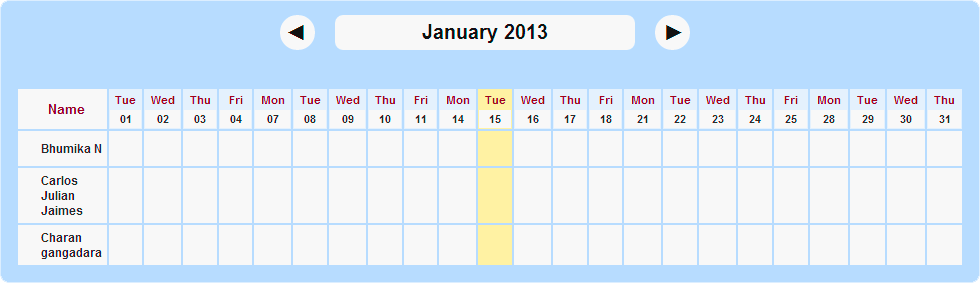 ◀ January 2013 ▶
Name Tue Wed Thu Fri Mon Tue Wed Thu Fri Mon Tue Wed Thu Fri Mon Tue Wed Thu Fri Mon Tue Wed Thu
01 02 03 04 07 08 09 10 11 14 15 16 17 18 21 22 23 24 25 28 29 30 31
Bhumika N
Carlos
Julian
Jaimes
Charan
gangadara